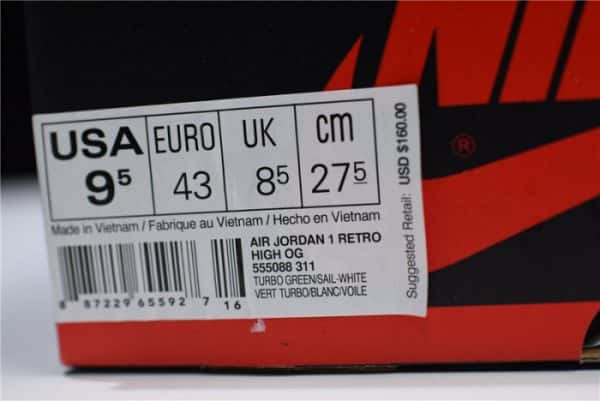 NIKE
USA EURO UK cm
9⁵ 43 8⁵ 27⁵
Made in Vietnam / Fabrique au Vietnam / Hecho en Vietnam
AIR JORDAN 1 RETRO
HIGH OG
555088 311
TURBO GREEN/SAIL-WHITE
VERT TURBO/BLANC/VOILE
8 87229 65592 7 16
Suggested Retail: USD $160.00
®